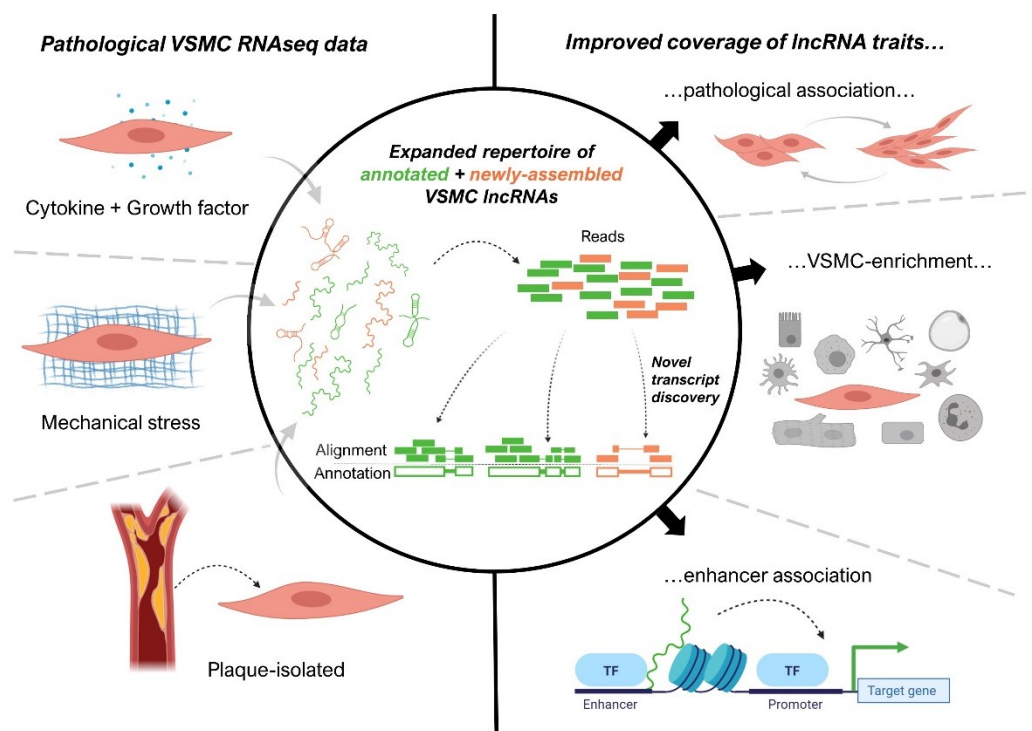 Pathological VSMC RNAseq data
Cytokine + Growth factor
Mechanical stress
Plaque-isolated
Expanded repertoire of
annotated + newly-assembled
VSMC lncRNAs
Reads
Novel
transcript
discovery
Alignment
Annotation
Improved coverage of lncRNA traits...
...pathological association...
...VSMC-enrichment...
...enhancer association
TF
TF
Enhancer
Promoter
Target gene